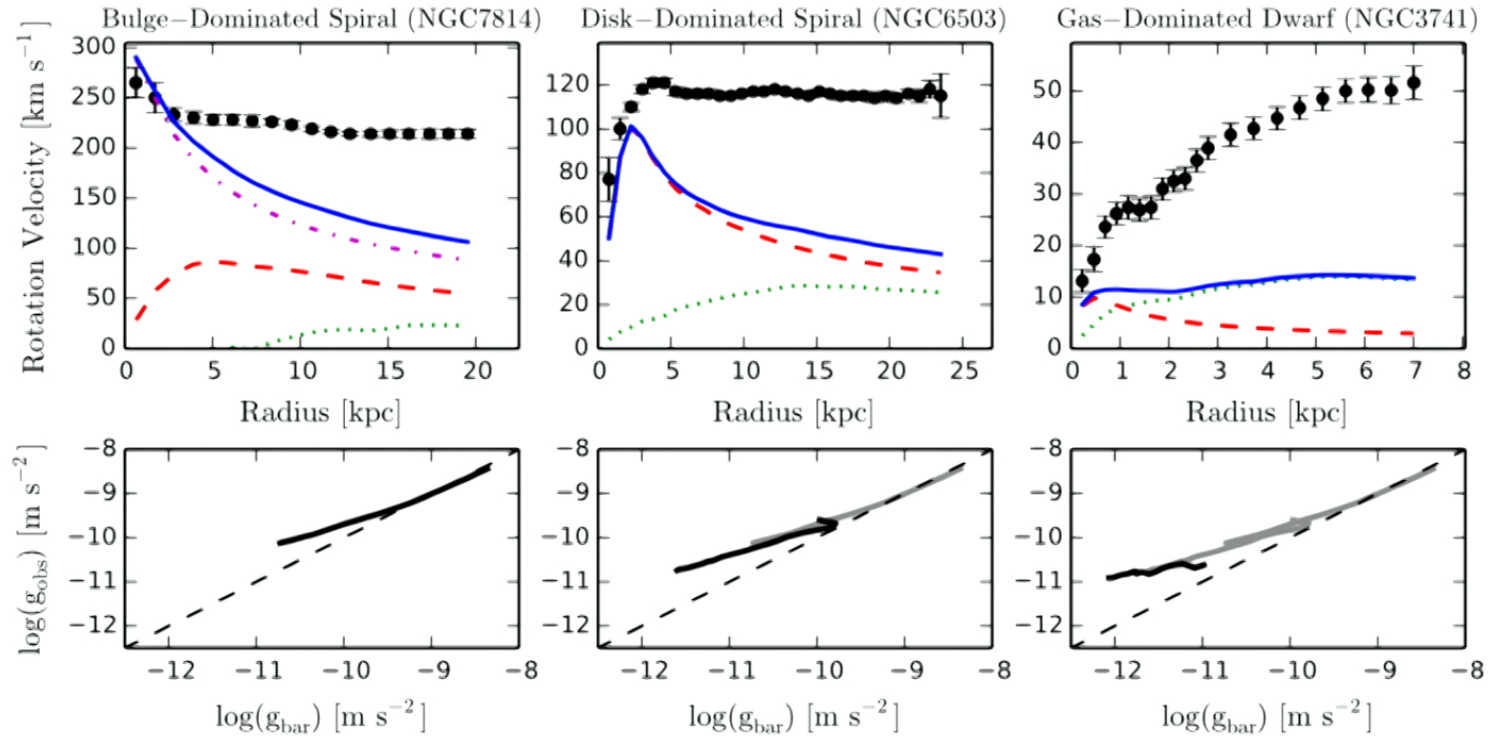 Bulge−Dominated Spiral (NGC7814)
Disk−Dominated Spiral (NGC6503)
Gas−Dominated Dwarf (NGC3741)
Rotation Velocity [km s⁻¹]
300
250
200
150
100
50
0
0 5 10 15 20
Radius [kpc]
120
100
80
60
40
20
0
0 5 10 15 20 25
Radius [kpc]
50
40
30
20
10
0
0 1 2 3 4 5 6 7 8
Radius [kpc]
log(g_obs) [m s⁻²]
−8
−9
−10
−11
−12
−12 −11 −10 −9 −8
log(g_bar) [m s⁻²]
−8
−9
−10
−11
−12
−12 −11 −10 −9 −8
log(g_bar) [m s⁻²]
−8
−9
−10
−11
−12
−12 −11 −10 −9 −8
log(g_bar) [m s⁻²]